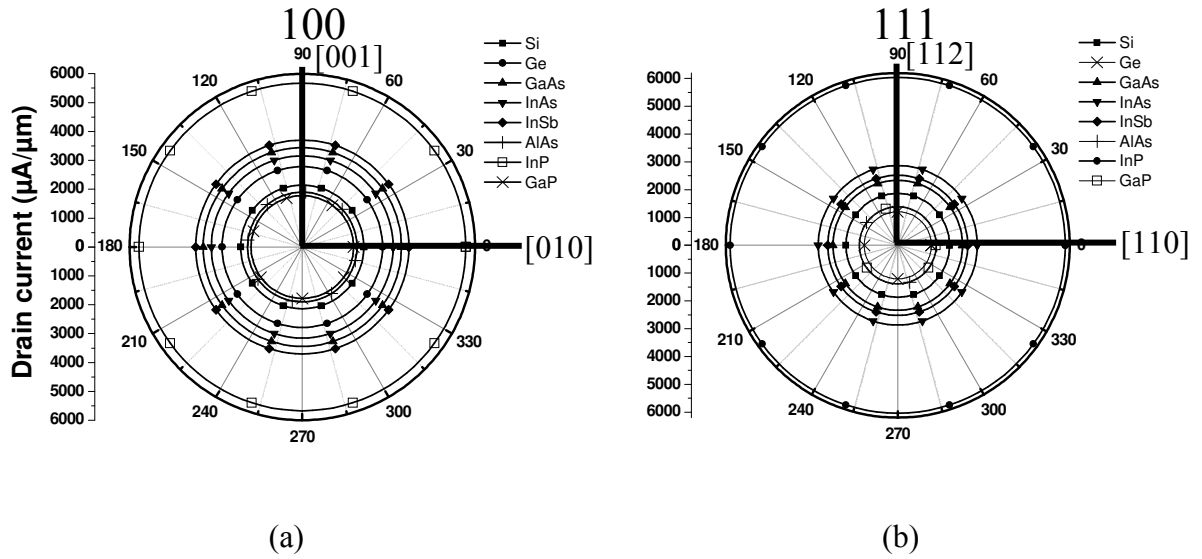 100
90 [001]
120
60
150
30
180
0
[010]
210
330
240
300
270
Drain current (µA/µm)
6000
5000
4000
3000
2000
1000
0
1000
2000
3000
4000
5000
6000
Si
Ge
GaAs
InAs
InSb
AlAs
InP
GaP
(a)
111
90 [112]
120
60
150
30
180
0
[110]
210
330
240
300
270
6000
5000
4000
3000
2000
1000
0
1000
2000
3000
4000
5000
6000
Si
Ge
GaAs
InAs
InSb
AlAs
InP
GaP
(b)